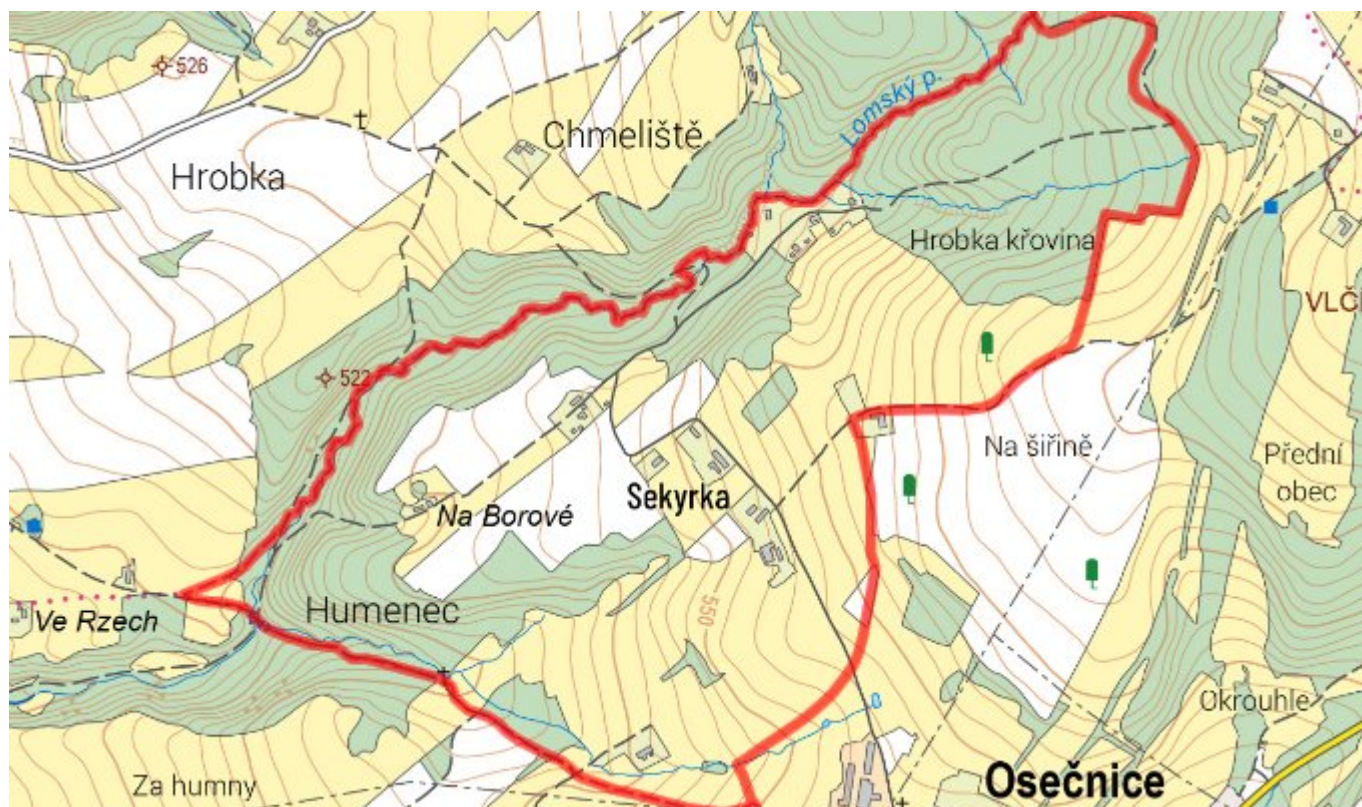 526
Chmeliště
Lomský p.
Hrobka
Hrobka křovina
VLČ
522
Na šiřině
Přední
obec
Sekyrka
Na Borové
Ve Rzech
Humenec
550
Okrouhle
Za humny
Osečnice